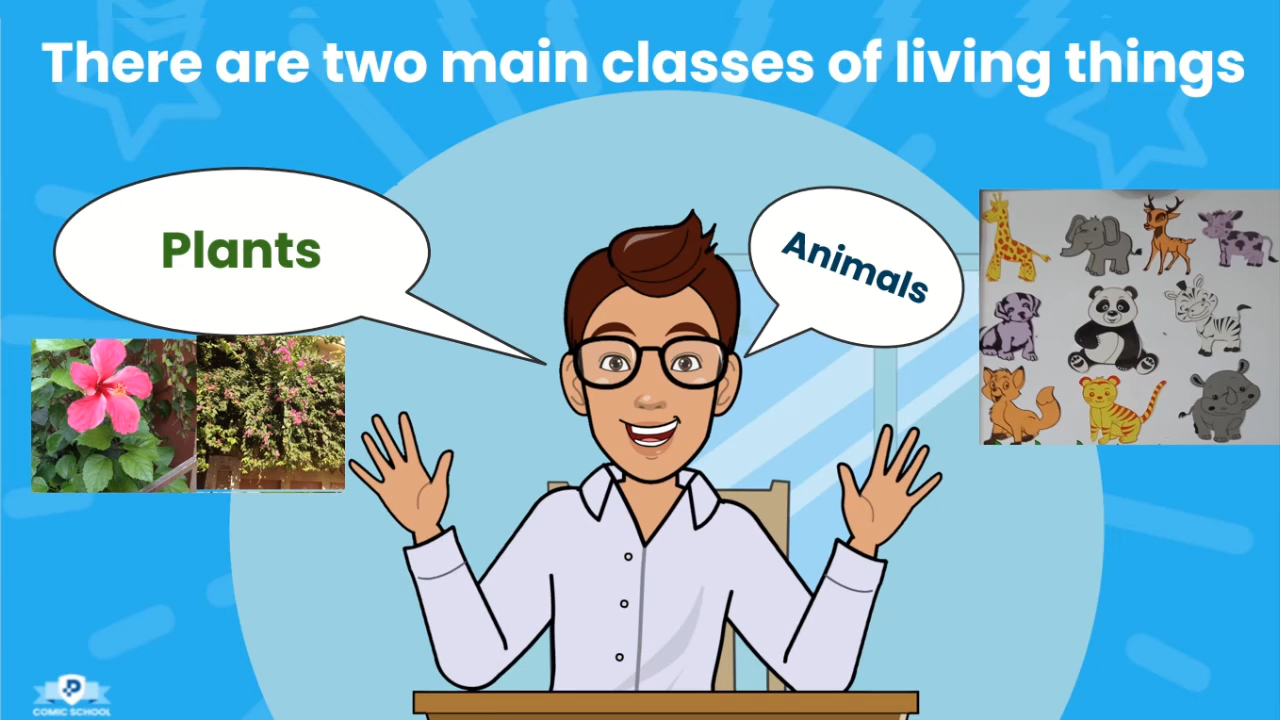 There are two main classes of living things
Plants
Animals
COMIC SCHOOL